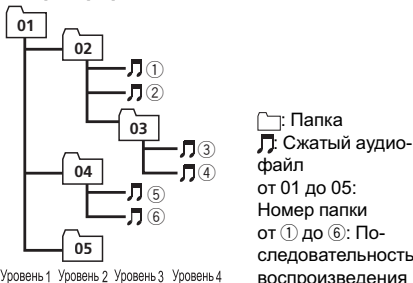 01
02
①
②
03
③
④
04
⑤
⑥
05
Уровень 1 Уровень 2 Уровень 3 Уровень 4
: Папка
: Сжатый аудио-
файл
от 01 до 05:
Номер папки
от ① до ⑥: По-
следовательность
воспроизведения